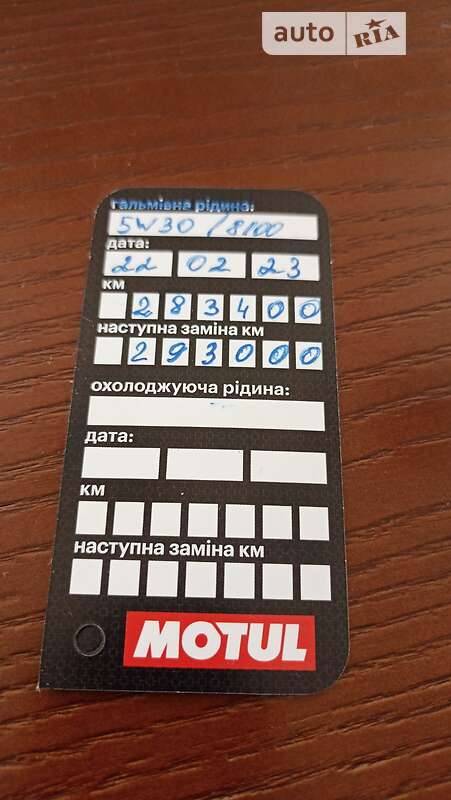 auto RIA
гальмівна рідина:
5W30 / 8100
дата:
22 02 23
км
283400
наступна заміна км
293000
охолоджуюча рідина:
дата:
км
наступна заміна км
MOTUL